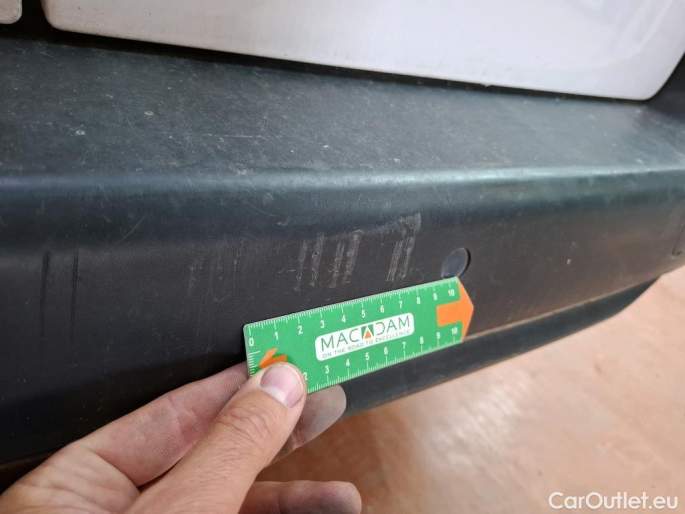 0 1 2 3 4 5 6 7 8 9 10
MACADAM
ON THE ROAD TO EXCELLENCE
2 3 4 5 6 7 8 9 10
CarOutlet.eu